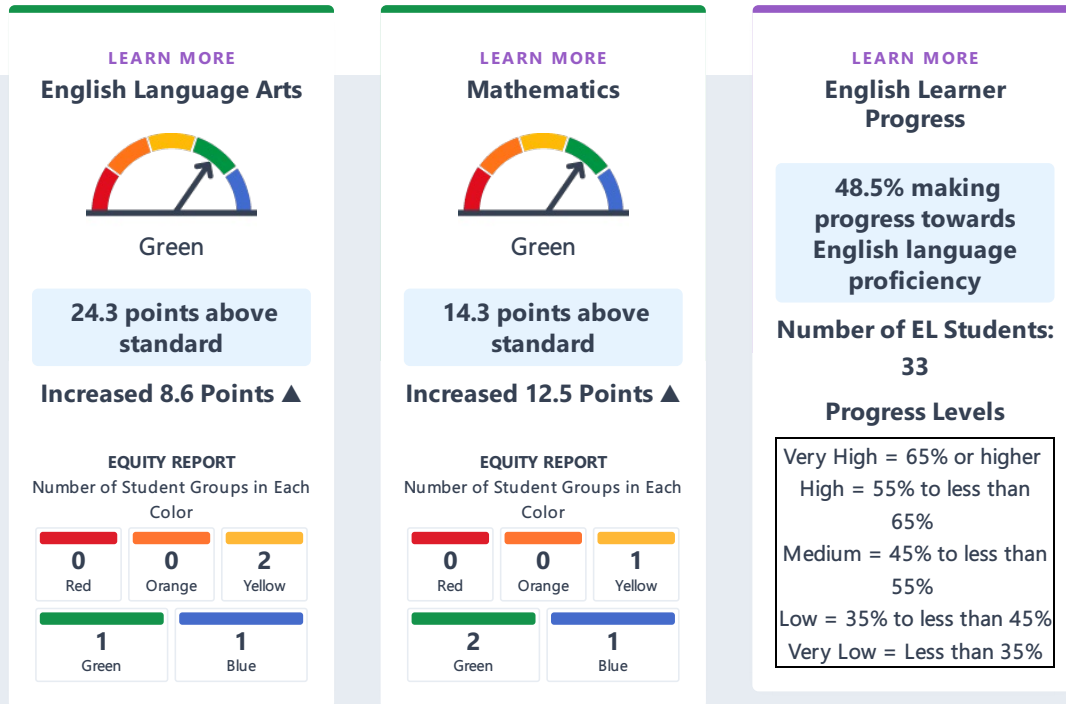 LEARN MORE
English Language Arts
Green
24.3 points above
standard
Increased 8.6 Points ▲
EQUITY REPORT
Number of Student Groups in Each
Color
0
Red
0
Orange
2
Yellow
1
Green
1
Blue
LEARN MORE
Mathematics
Green
14.3 points above
standard
Increased 12.5 Points ▲
EQUITY REPORT
Number of Student Groups in Each
Color
0
Red
0
Orange
1
Yellow
2
Green
1
Blue
LEARN MORE
English Learner
Progress
48.5% making
progress towards
English language
proficiency
Number of EL Students:
33
Progress Levels
Very High = 65% or higher
High = 55% to less than
65%
Medium = 45% to less than
55%
Low = 35% to less than 45%
Very Low = Less than 35%